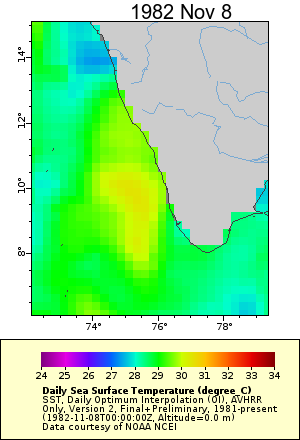 1982 Nov 8
14°
12°
10°
8°
74° 76° 78°
24 25 26 27 28 29 30 31 32 33 34
Daily Sea Surface Temperature (degree_C)
SST, Daily Optimum Interpolation (OI), AVHRR
Only, Version 2, Final+Preliminary, 1981-present
(1982-11-08T00:00:00Z, Altitude=0.0 m)
Data courtesy of NOAA NCEI